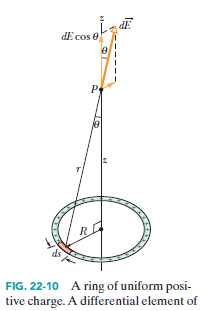 z
dE
dE cos θ
θ
P
z
θ
r
z
R
ds
FIG. 22-10 A ring of uniform posi-
tive charge. A differential element of